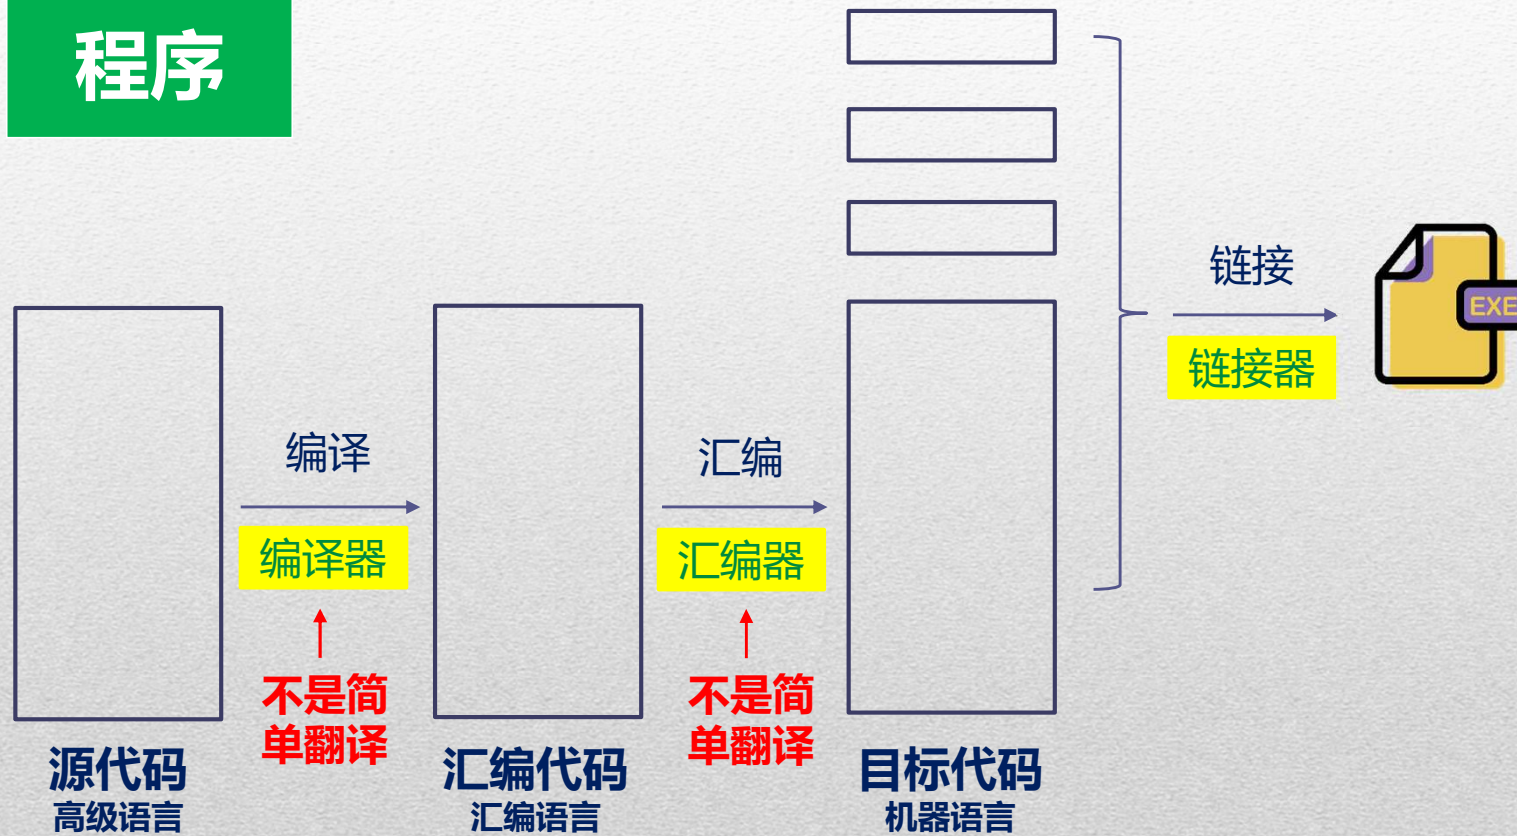 程序
链接
链接器
EXE
编译
编译器
汇编
汇编器
不是简
单翻译
不是简
单翻译
源代码
高级语言
汇编代码
汇编语言
目标代码
机器语言